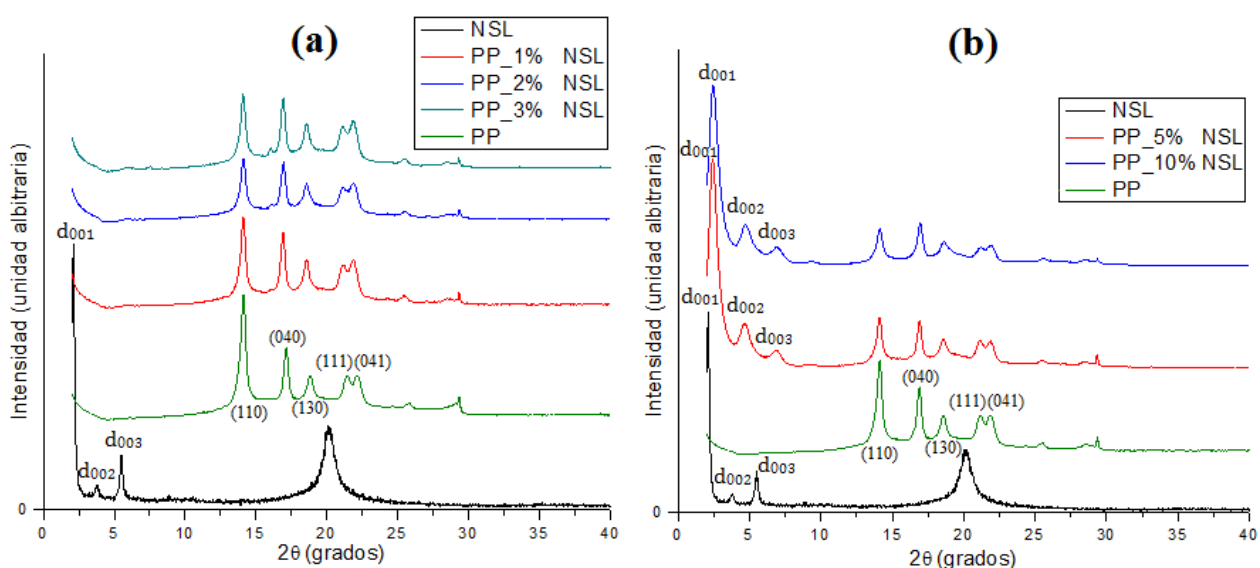 (a)
NSL
PP_1% NSL
PP_2% NSL
PP_3% NSL
PP
Intensidad (unidad albitraria)
d001
d002
d003
(110)
(040)
(130)
(111) (041)
0
0 5 10 15 20 25 30 35 40
2θ (grados)
(b)
NSL
PP_5% NSL
PP_10% NSL
PP
Intensidad (unidad albitraria)
d001
d001
d002
d003
d001
d002
d003
d002
d003
(110)
(040)
(130)
(111) (041)
0
0 5 10 15 20 25 30 35 40
2θ (grados)